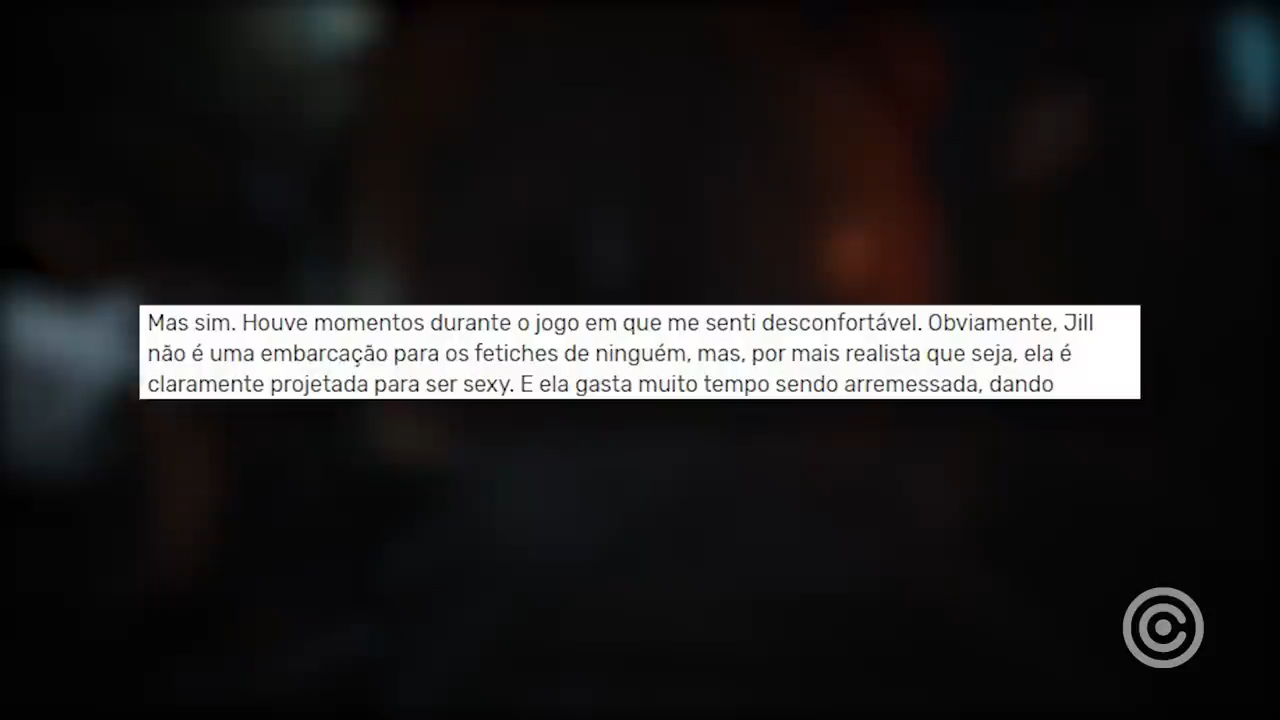 Mas sim. Houve momentos durante o jogo em que me senti desconfortável. Obviamente, Jill
não é uma embarcação para os fetiches de ninguém, mas, por mais realista que seja, ela é
claramente projetada para ser sexy. E ela gasta muito tempo sendo arremessada, dando